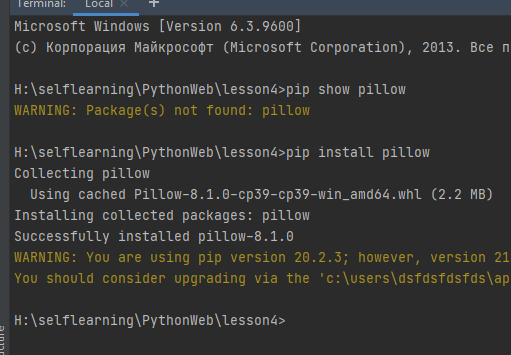 Terminal: Local
Microsoft Windows [Version 6.3.9600]
(c) Корпорация Майкрософт (Microsoft Corporation), 2013. Все п
H:\selflearning\PythonWeb\lesson4>pip show pillow
WARNING: Package(s) not found: pillow
H:\selflearning\PythonWeb\lesson4>pip install pillow
Collecting pillow
Using cached Pillow-8.1.0-cp39-cp39-win_amd64.whl (2.2 MB)
Installing collected packages: pillow
Successfully installed pillow-8.1.0
WARNING: You are using pip version 20.2.3; however, version 21
You should consider upgrading via the 'c:\users\dsfdsfdsfds\ap
H:\selflearning\PythonWeb\lesson4>